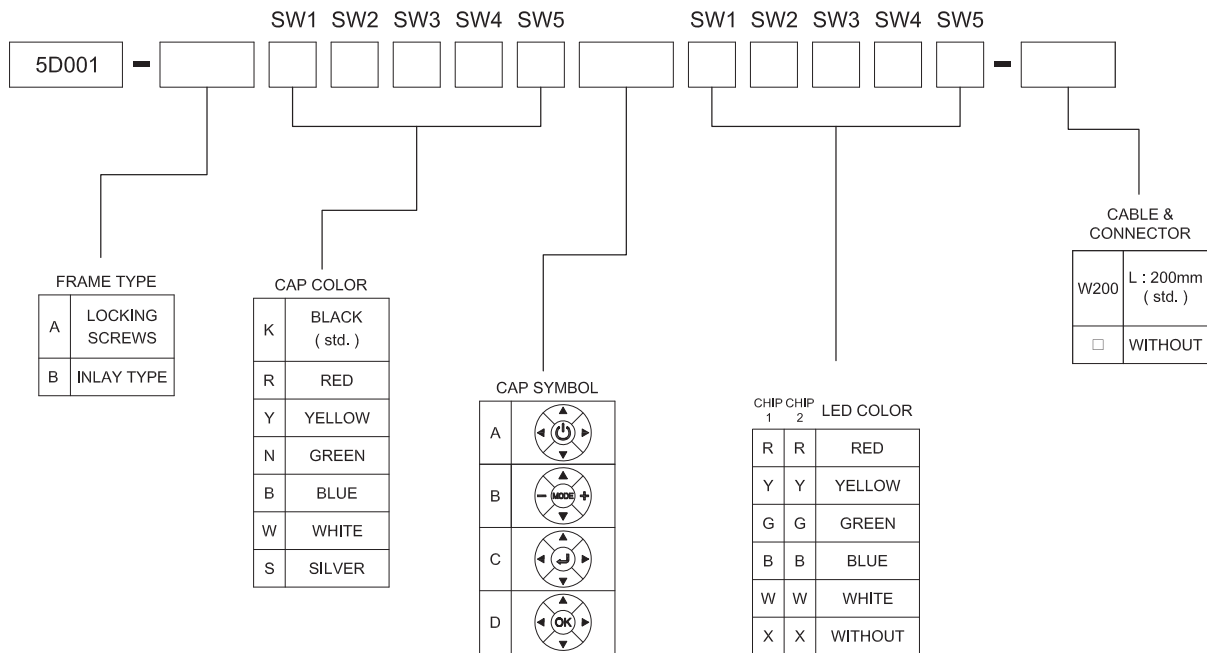 SW1 SW2 SW3 SW4 SW5 SW1 SW2 SW3 SW4 SW5
5D001 - -
FRAME TYPE
A LOCKING
SCREWS
B INLAY TYPE
CAP COLOR
K BLACK
( std. )
R RED
Y YELLOW
N GREEN
B BLUE
W WHITE
S SILVER
CAP SYMBOL
A
B - MODE +
C
D OK
CHIP CHIP LED COLOR
1 2
R R RED
Y Y YELLOW
G G GREEN
B B BLUE
W W WHITE
X X WITHOUT
CABLE &
CONNECTOR
W200 L : 200mm
( std. )
□ WITHOUT